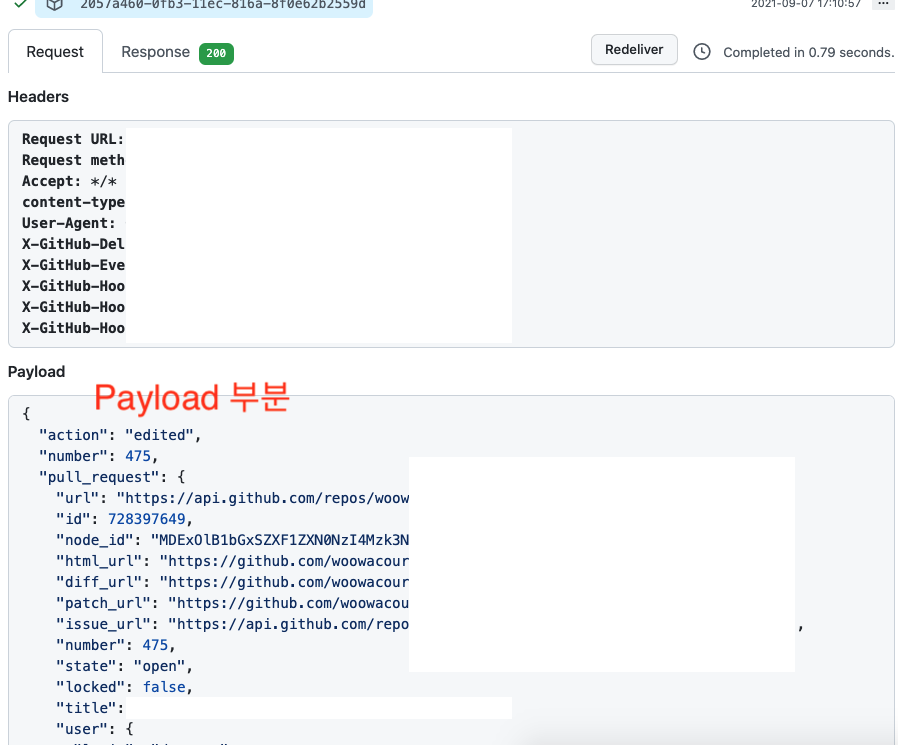 2057a460-0fb3-11ec-816a-8f0e62b2559d
2021-09-07 17:10:57
...
Request
Response 200
Redeliver
Completed in 0.79 seconds.
Headers
Request URL:
Request meth
Accept: */*
content-type
User-Agent:
X-GitHub-Del
X-GitHub-Eve
X-GitHub-Hoo
X-GitHub-Hoo
X-GitHub-Hoo
Payload
Payload 부분
{
"action": "edited",
"number": 475,
"pull_request": {
"url": "https://api.github.com/repos/woow
"id": 728397649,
"node_id": "MDExOlB1bGxSZXF1ZXN0NzI4Mzk3N
"html_url": "https://github.com/woowacour
"diff_url": "https://github.com/woowacour
"patch_url": "https://github.com/woowacou
"issue_url": "https://api.github.com/repo ,
"number": 475,
"state": "open",
"locked": false,
"title":
"user": {